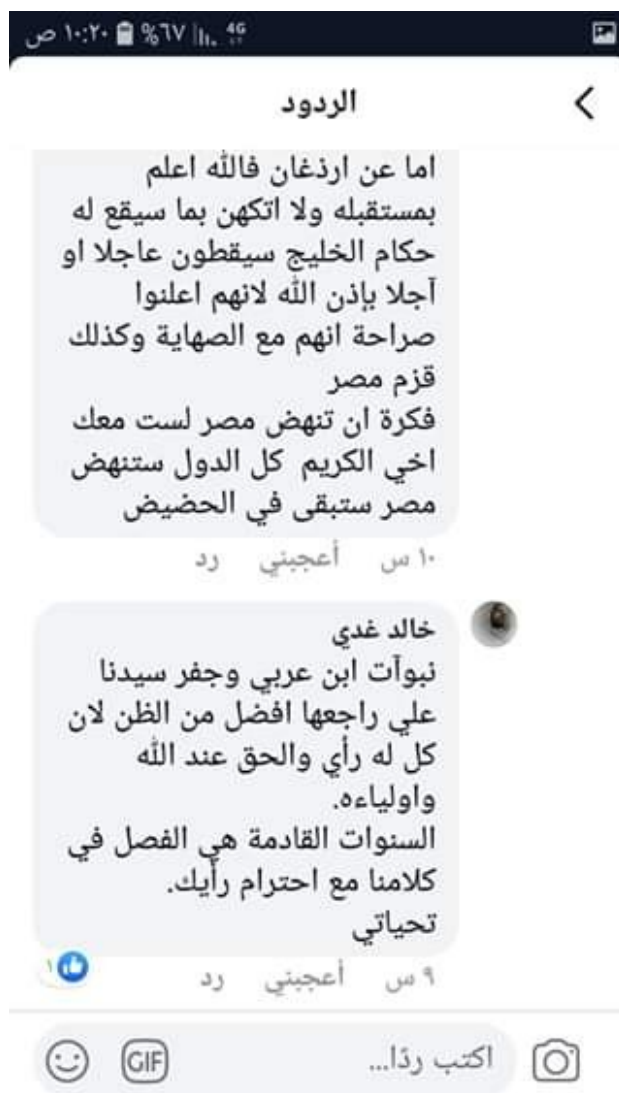 ١٠:٢٠ ص %٦٧ 4G
الردود
اما عن ارذغان فالله اعلم
بمستقبله ولا اتكهن بما سيقع له
حكام الخليج سيقطون عاجلا او
آجلا بإذن الله لانهم اعلنوا
صراحة انهم مع الصهاية وكذلك
قزم مصر
فكرة ان تنهض مصر لست معك
اخي الكريم كل الدول ستنهض
مصر ستبقى في الحضيض
١٠ س أعجبني رد
خالد غدي
نبوآت ابن عربي وجفر سيدنا
علي راجعها افضل من الظن لان
كل له رأي والحق عند الله
واولياءه.
السنوات القادمة هي الفصل في
كلامنا مع احترام رأيك.
تحياتي
٩ س أعجبني رد ١
اكتب ردًا... GIF